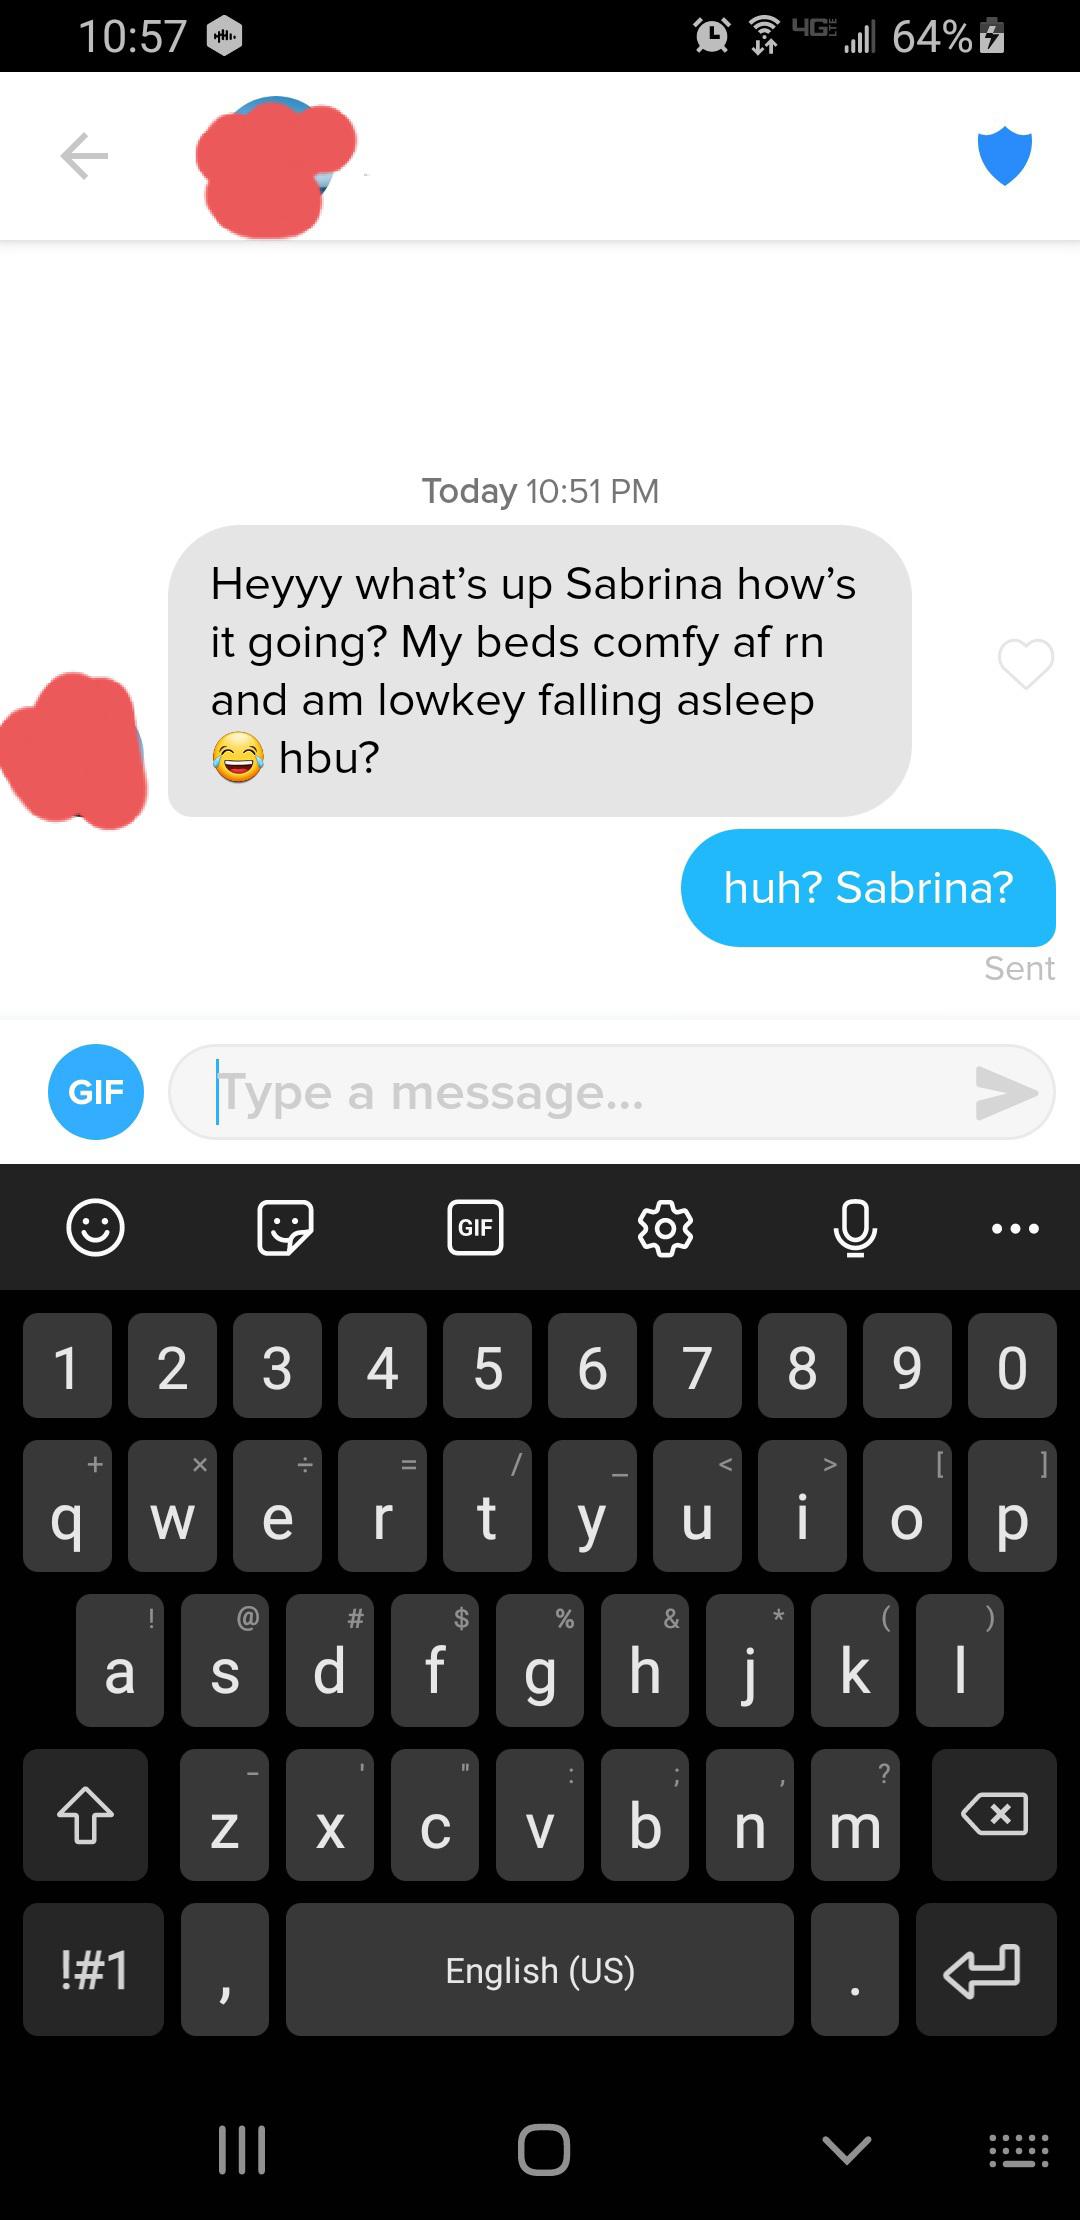 10:57 4G LTE 64%
Today 10:51 PM
Heyyy what’s up Sabrina how’s
it going? My beds comfy af rn
and am lowkey falling asleep
😂 hbu?
huh? Sabrina?
Sent
GIF Type a message...
GIF
1 2 3 4 5 6 7 8 9 0
+ × ÷ = / _ < > [ ]
q w e r t y u i o p
! @ # $ % & * ( )
a s d f g h j k l
- ' " : ; , ?
z x c v b n m
!#1 , English (US) .